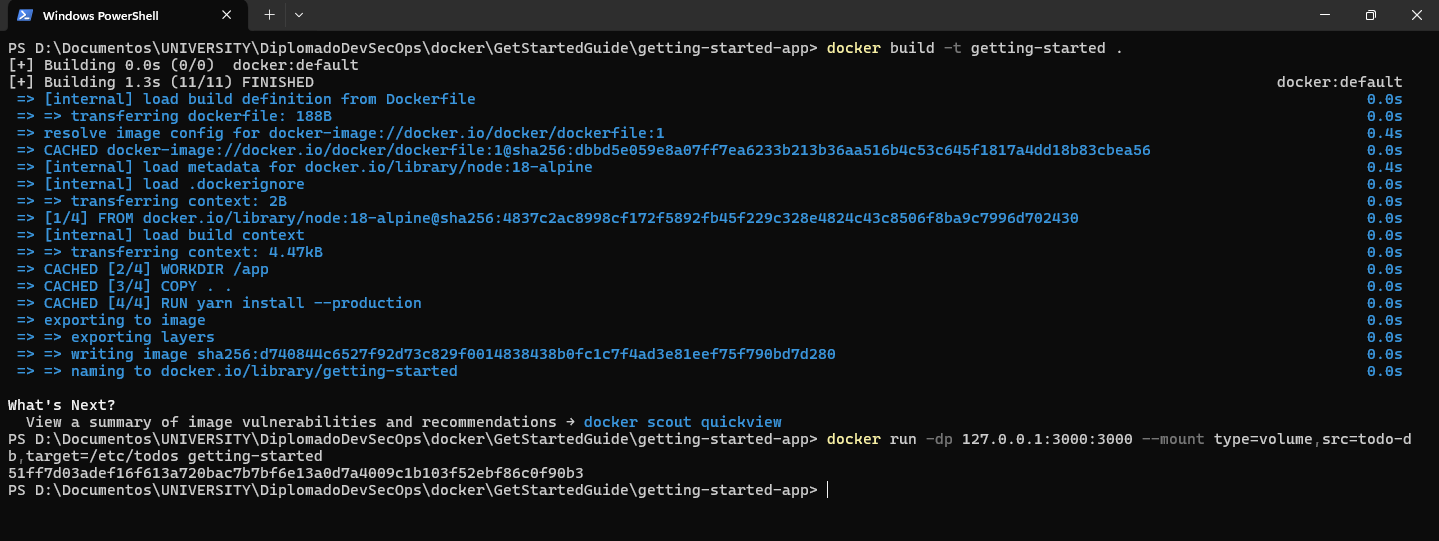 Windows PowerShell
PS D:\Documentos\UNIVERSITY\DiplomadoDevSecOps\docker\GetStartedGuide\getting-started-app> docker build -t getting-started .
[+] Building 0.0s (0/0)  docker:default
[+] Building 1.3s (11/11) FINISHED docker:default
=> [internal] load build definition from Dockerfile 0.0s
=> => transferring dockerfile: 188B 0.0s
=> resolve image config for docker-image://docker.io/docker/dockerfile:1 0.4s
=> CACHED docker-image://docker.io/docker/dockerfile:1@sha256:dbbd5e059e8a07ff7ea6233b213b36aa516b4c53c645f1817a4dd18b83cbea56 0.0s
=> [internal] load metadata for docker.io/library/node:18-alpine 0.4s
=> [internal] load .dockerignore 0.0s
=> => transferring context: 2B 0.0s
=> [1/4] FROM docker.io/library/node:18-alpine@sha256:4837c2ac8998cf172f5892fb45f229c328e4824c43c8506f8ba9c7996d702430 0.0s
=> [internal] load build context 0.0s
=> => transferring context: 4.47kB 0.0s
=> CACHED [2/4] WORKDIR /app 0.0s
=> CACHED [3/4] COPY . . 0.0s
=> CACHED [4/4] RUN yarn install --production 0.0s
=> exporting to image 0.0s
=> => exporting layers 0.0s
=> => writing image sha256:d740844c6527f92d73c829f0014838438b0fc1c7f4ad3e81eef75f790bd7d280 0.0s
=> => naming to docker.io/library/getting-started 0.0s
What's Next?
View a summary of image vulnerabilities and recommendations → docker scout quickview
PS D:\Documentos\UNIVERSITY\DiplomadoDevSecOps\docker\GetStartedGuide\getting-started-app> docker run -dp 127.0.0.1:3000:3000 --mount type=volume,src=todo-d
b,target=/etc/todos getting-started
51ff7d03adef16f613a720bac7b7bf6e13a0d7a4009c1b103f52ebf86c0f90b3
PS D:\Documentos\UNIVERSITY\DiplomadoDevSecOps\docker\GetStartedGuide\getting-started-app>